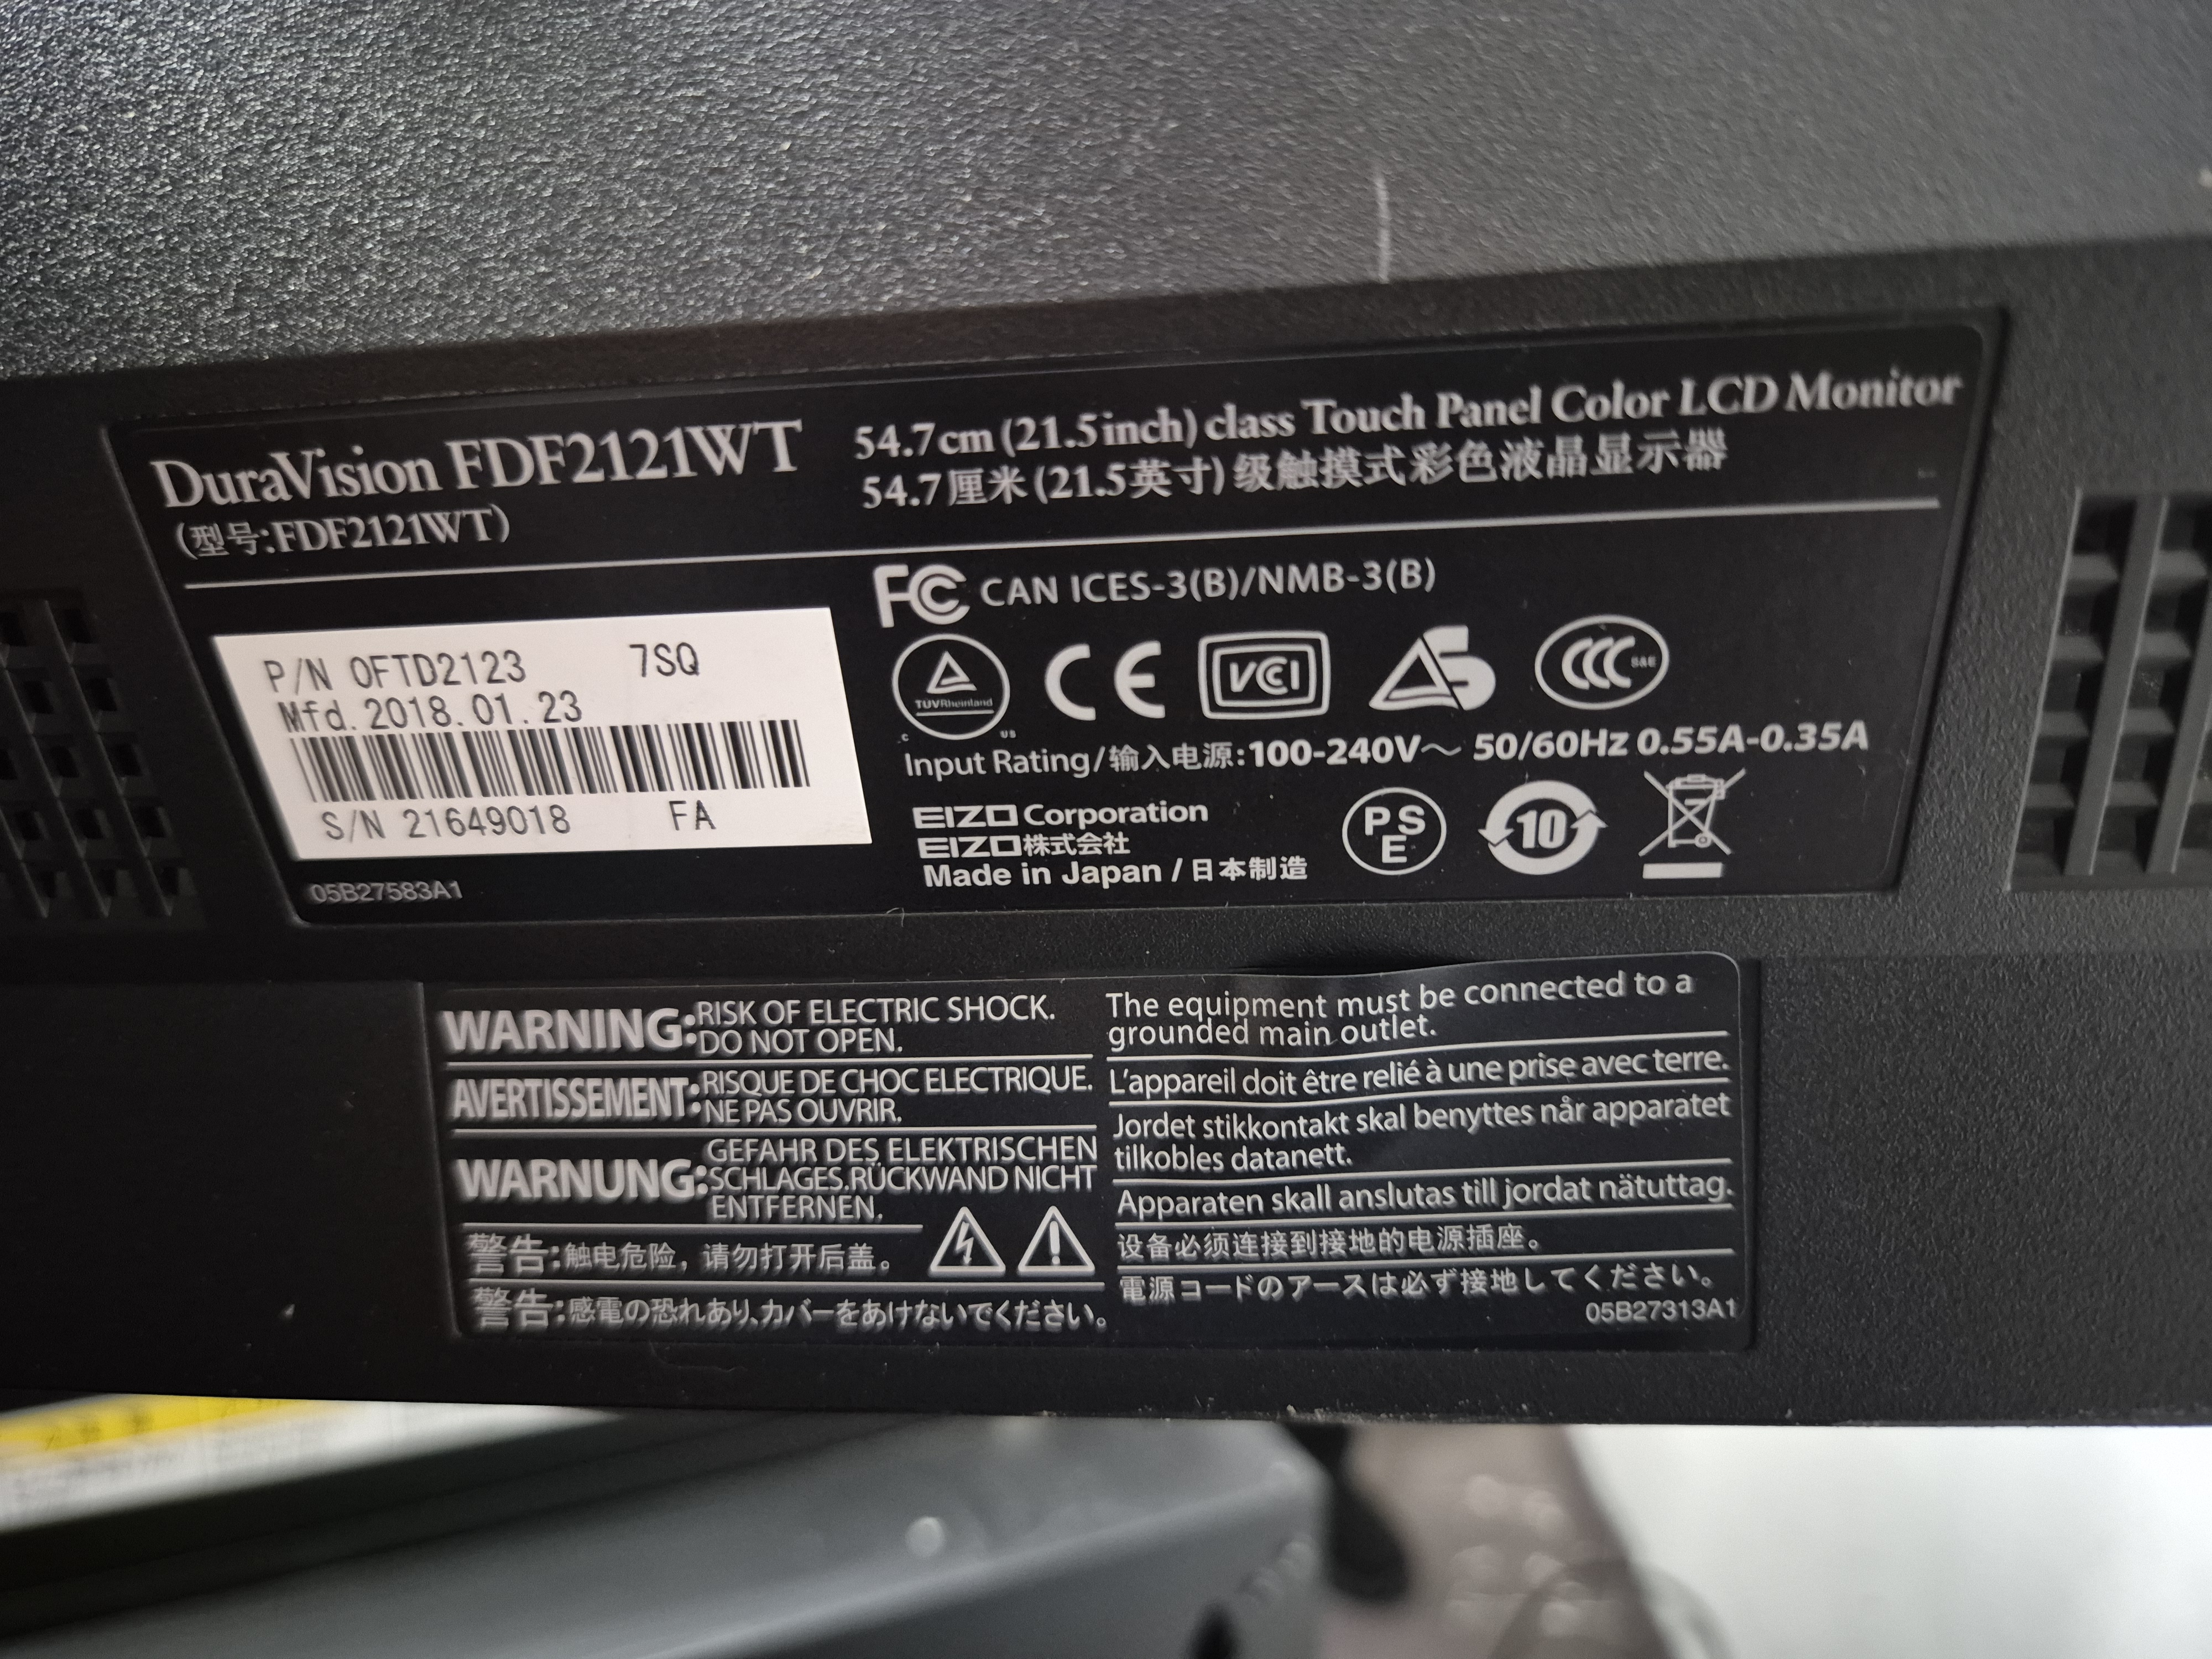 DuraVision FDF2121WT
(型号:FDF2121WT)
54.7cm (21.5inch) class Touch Panel Color LCD Monitor
54.7厘米 (21.5英寸) 级触摸式彩色液晶显示器
P/N 0FTD2123 7SQ
Mfd.2018.01.23
S/N 21649018 FA
05B27583A1
FC CAN ICES-3(B)/NMB-3(B)
TÜVRheinland
C US
CE
VCCI
CCC S&E
Input Rating/输入电源:100-240V~ 50/60Hz 0.55A-0.35A
EIZO Corporation
EIZO株式会社
Made in Japan / 日本制造
PSE
10
WARNING:RISK OF ELECTRIC SHOCK.
DO NOT OPEN.
AVERTISSEMENT:RISQUE DE CHOC ELECTRIQUE.
NE PAS OUVRIR.
WARNUNG:GEFAHR DES ELEKTRISCHEN
SCHLAGES.RÜCKWAND NICHT
ENTFERNEN.
警告:触电危险，请勿打开后盖。
警告:感電の恐れあり、カバーをあけないでください。
The equipment must be connected to a
grounded main outlet.
L'appareil doit être relié à une prise avec terre.
Jordet stikkontakt skal benyttes når apparatet
tilkobles datanett.
Apparaten skall anslutas till jordat nätuttag.
设备必须连接到接地的电源插座。
電源コードのアースは必ず接地してください。
05B27313A1